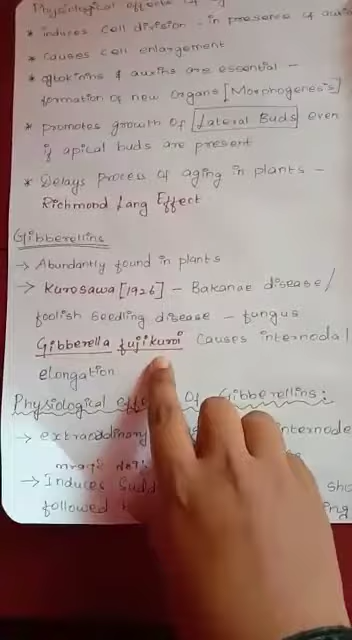 Physiological effects of
* induces cell division - in presence of auxin
* causes cell enlargement
* cytokinins & auxins are essential -
formation of new Organs [Morphogenesis]
* promotes growth of Lateral Buds even
if apical buds are present
* Delays process of aging in plants -
Richmond Lang Effect
Gibberellins
→ Abundantly found in plants
→ Kurosawa [1926] - Bakanae disease/
foolish seedling disease - fungus
Gibberella fujikuroi causes internodal
elongation
Physiological Of Gibberellins:
→ extraordinary internode
→ Induces
followed